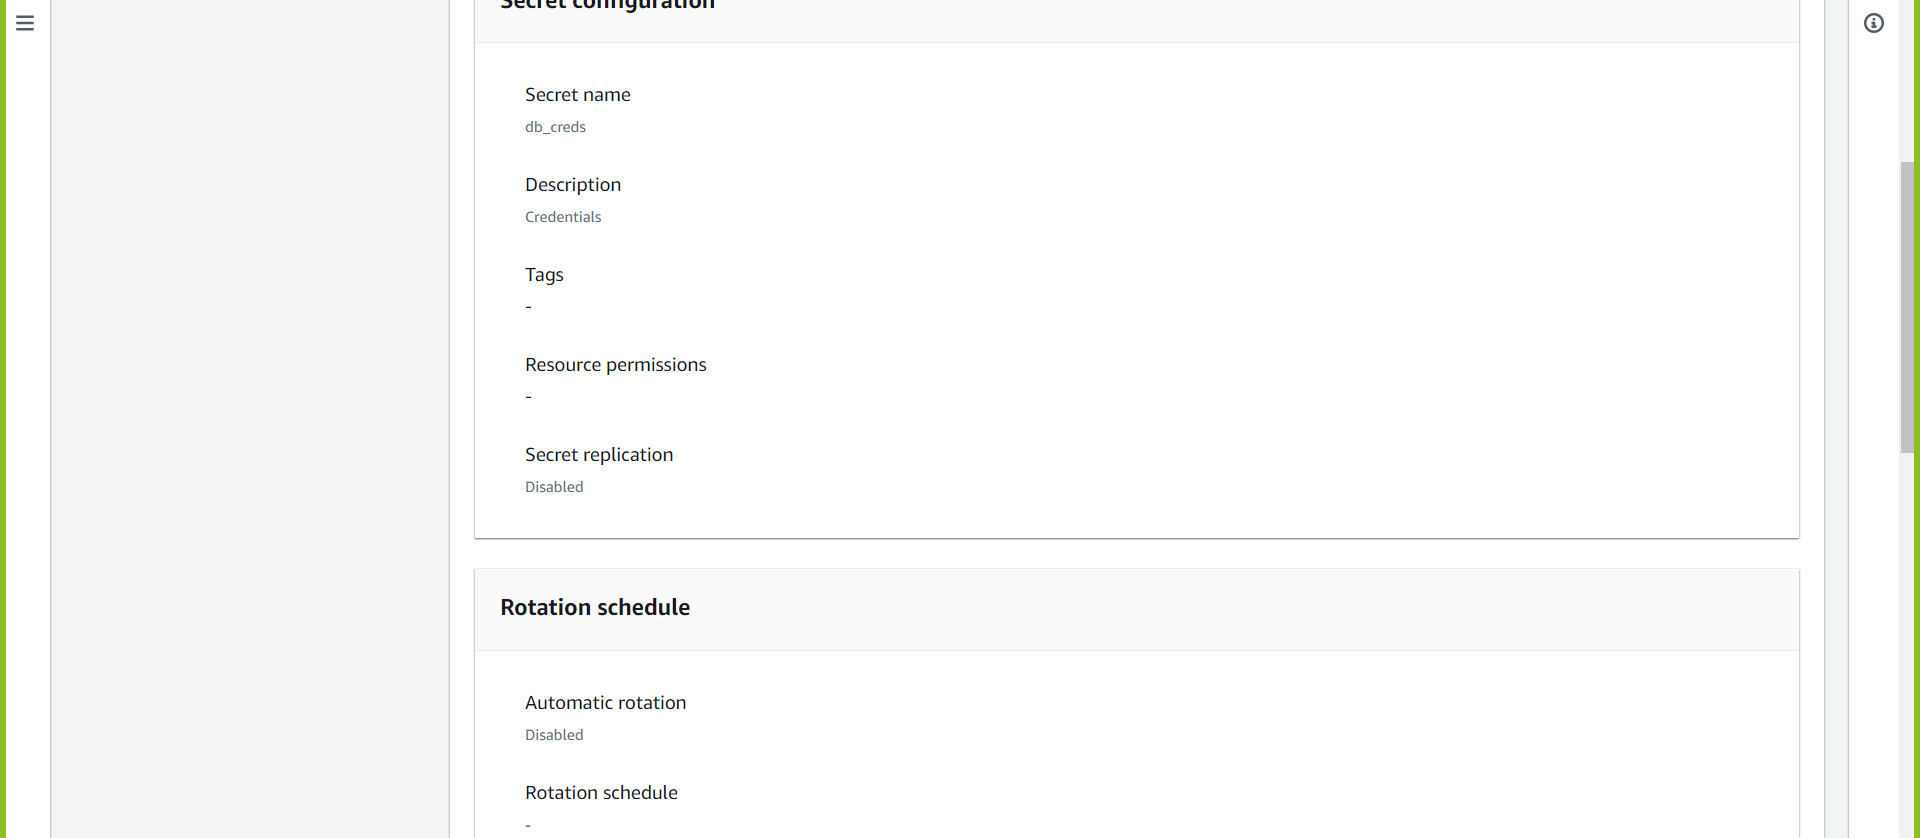 Secret configuration
Secret name
db_creds
Description
Credentials
Tags
-
Resource permissions
-
Secret replication
Disabled
Rotation schedule
Automatic rotation
Disabled
Rotation schedule
-